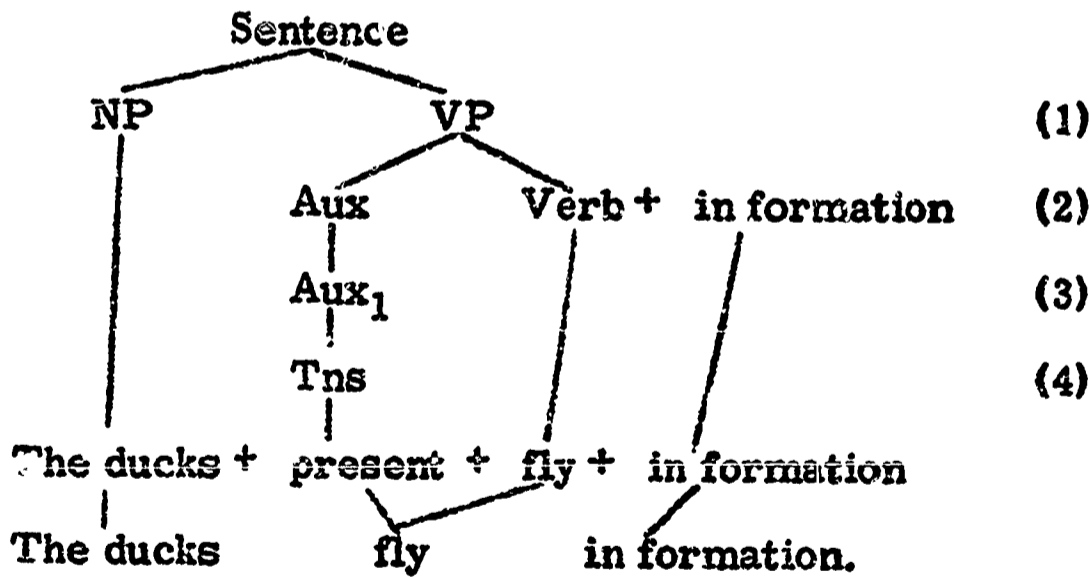 Sentence
NP VP (1)
Aux Verb + in formation (2)
Aux₁ (3)
Tns (4)
The ducks + present + fly + in formation
The ducks fly in formation.